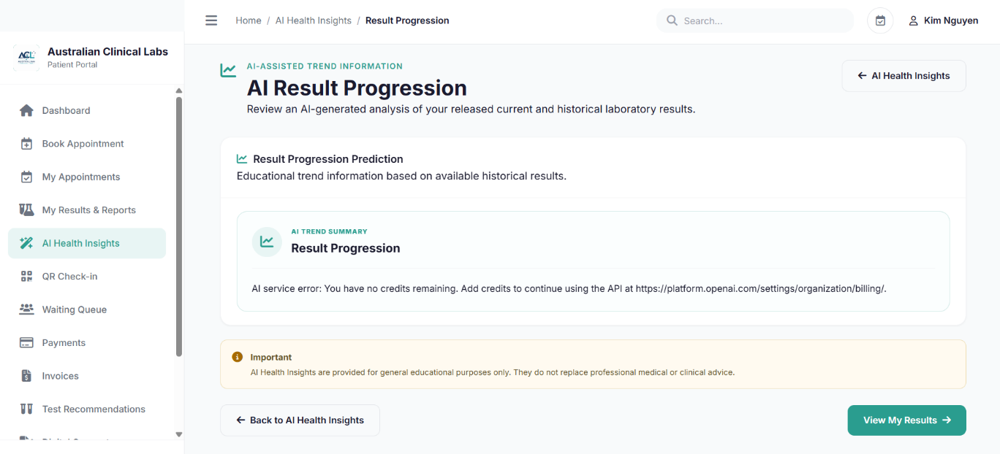 Home / AI Health Insights / Result Progression
Search...
Kim Nguyen
ACL
Australian Clinical Labs
Patient Portal
Dashboard
Book Appointment
My Appointments
My Results & Reports
AI Health Insights
QR Check-in
Waiting Queue
Payments
Invoices
Test Recommendations
AI-ASSISTED TREND INFORMATION
AI Result Progression
Review an AI-generated analysis of your released current and historical laboratory results.
← AI Health Insights
Result Progression Prediction
Educational trend information based on available historical results.
AI TREND SUMMARY
Result Progression
AI service error: You have no credits remaining. Add credits to continue using the API at https://platform.openai.com/settings/organization/billing/.
Important
AI Health Insights are provided for general educational purposes only. They do not replace professional medical or clinical advice.
← Back to AI Health Insights
View My Results →